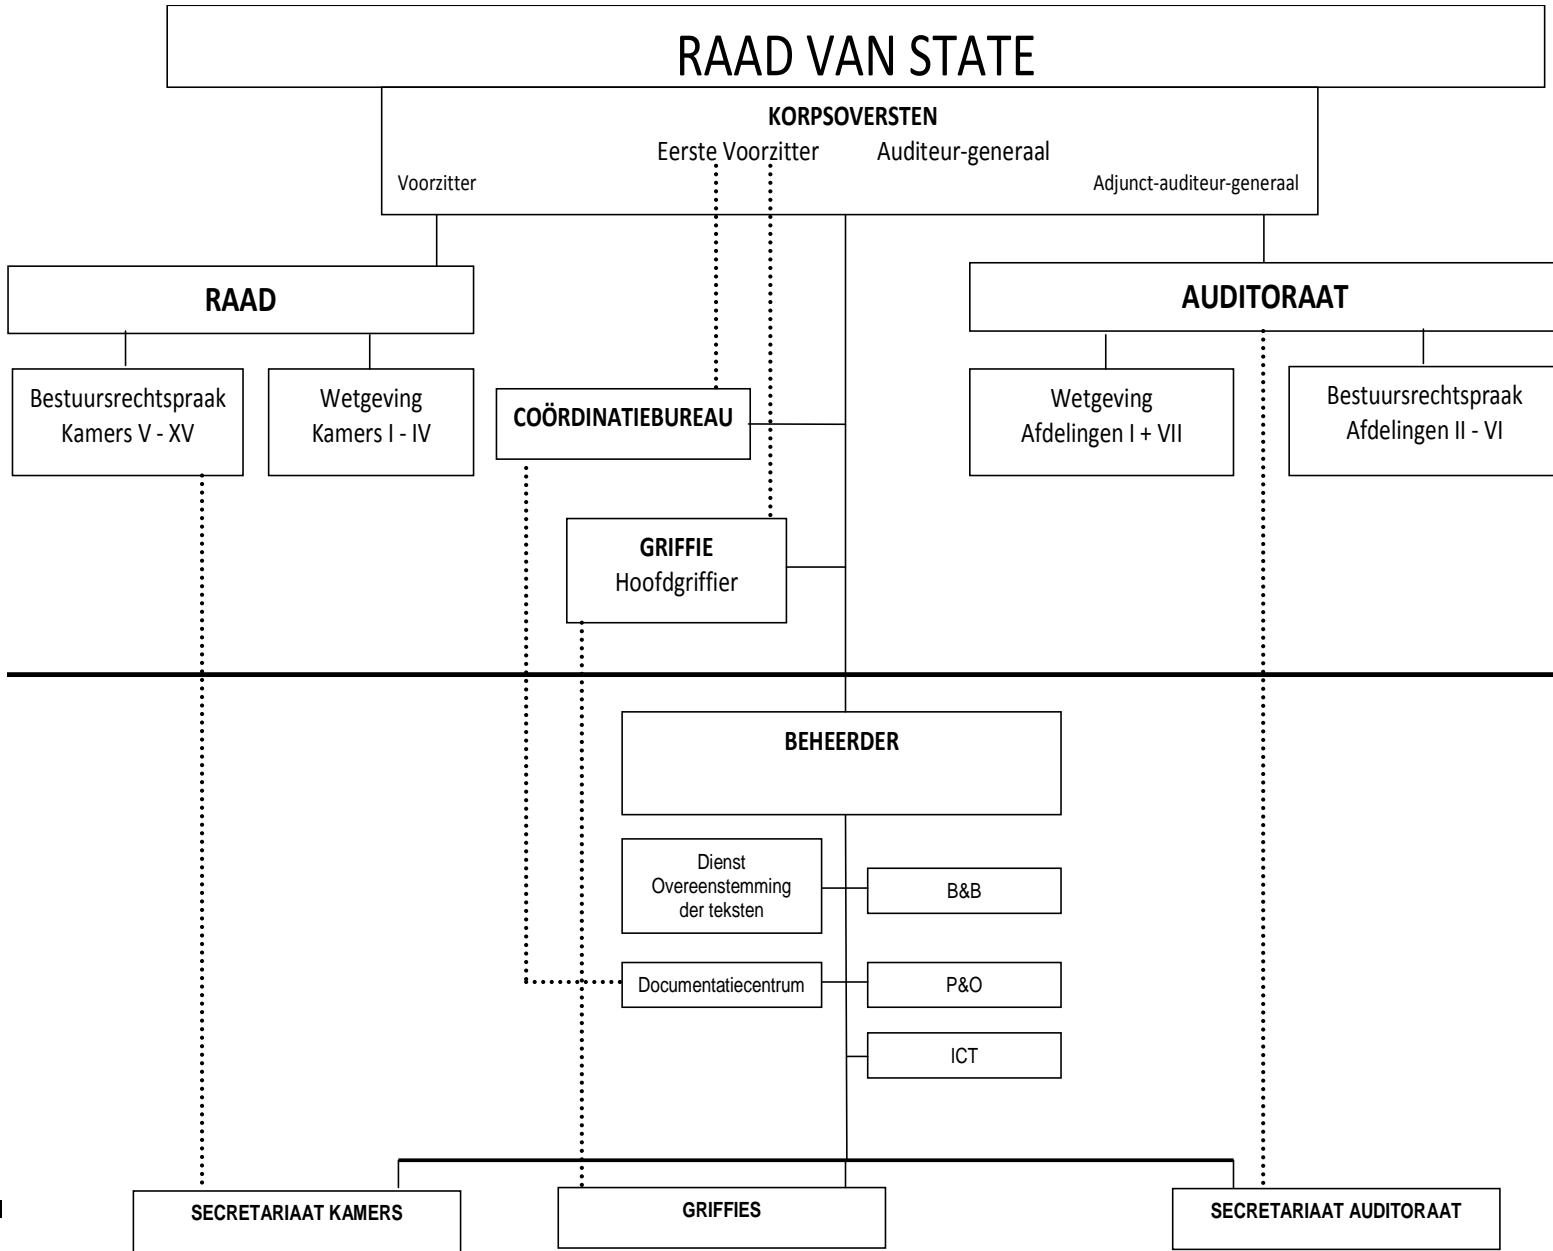 RAAD VAN STATE
KORPSOVERSTEN
Eerste Voorzitter Auditeur-generaal
Voorzitter
Adjunct-auditeur-generaal
RAAD
AUDITORAAT
Bestuursrechtspraak
Kamers V - XV
Wetgeving
Kamers I - IV
COÖRDINATIEBUREAU
Wetgeving
Afdelingen I + VII
Bestuursrechtspraak
Afdelingen II - VI
GRIFFIE
Hoofdgriffier
BEHEERDER
Dienst
Overeenstemming
der teksten
B&B
Documentatiecentrum
P&O
ICT
SECRETARIAAT KAMERS
GRIFFIES
SECRETARIAAT AUDITORAAT